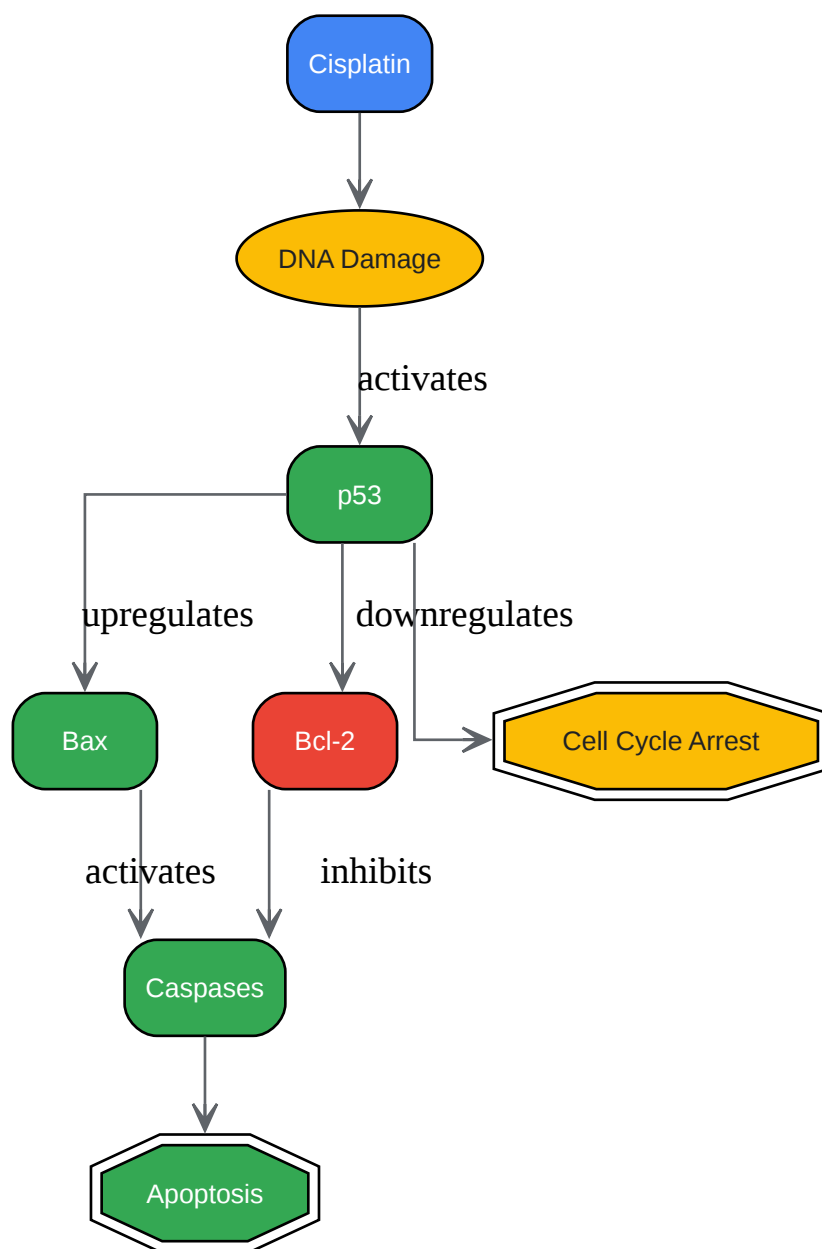 Cisplatin
DNA Damage
activates
p53
upregulates
downregulates
Bax
Bcl-2
Cell Cycle Arrest
activates
inhibits
Caspases
Apoptosis